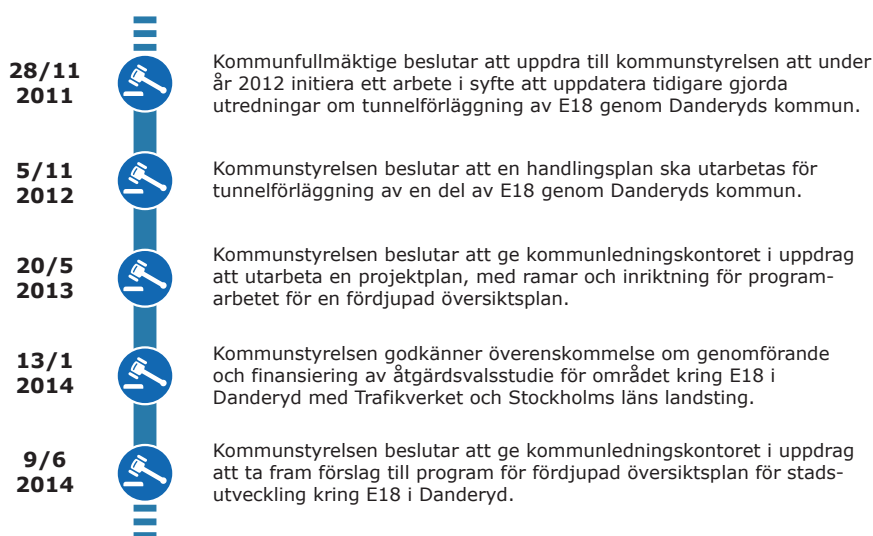 28/11
2011
Kommunfullmäktige beslutar att uppdra till kommunstyrelsen att under
år 2012 initiera ett arbete i syfte att uppdatera tidigare gjorda
utredningar om tunnelförläggning av E18 genom Danderyds kommun.
5/11
2012
Kommunstyrelsen beslutar att en handlingsplan ska utarbetas för
tunnelförläggning av en del av E18 genom Danderyds kommun.
20/5
2013
Kommunstyrelsen beslutar att ge kommunledningskontoret i uppdrag
att utarbeta en projektplan, med ramar och inriktning för program-
arbetet för en fördjupad översiktsplan.
13/1
2014
Kommunstyrelsen godkänner överenskommelse om genomförande
och finansiering av åtgärdsvalsstudie för området kring E18 i
Danderyd med Trafikverket och Stockholms läns landsting.
9/6
2014
Kommunstyrelsen beslutar att ge kommunledningskontoret i uppdrag
att ta fram förslag till program för fördjupad översiktsplan för stads-
utveckling kring E18 i Danderyd.